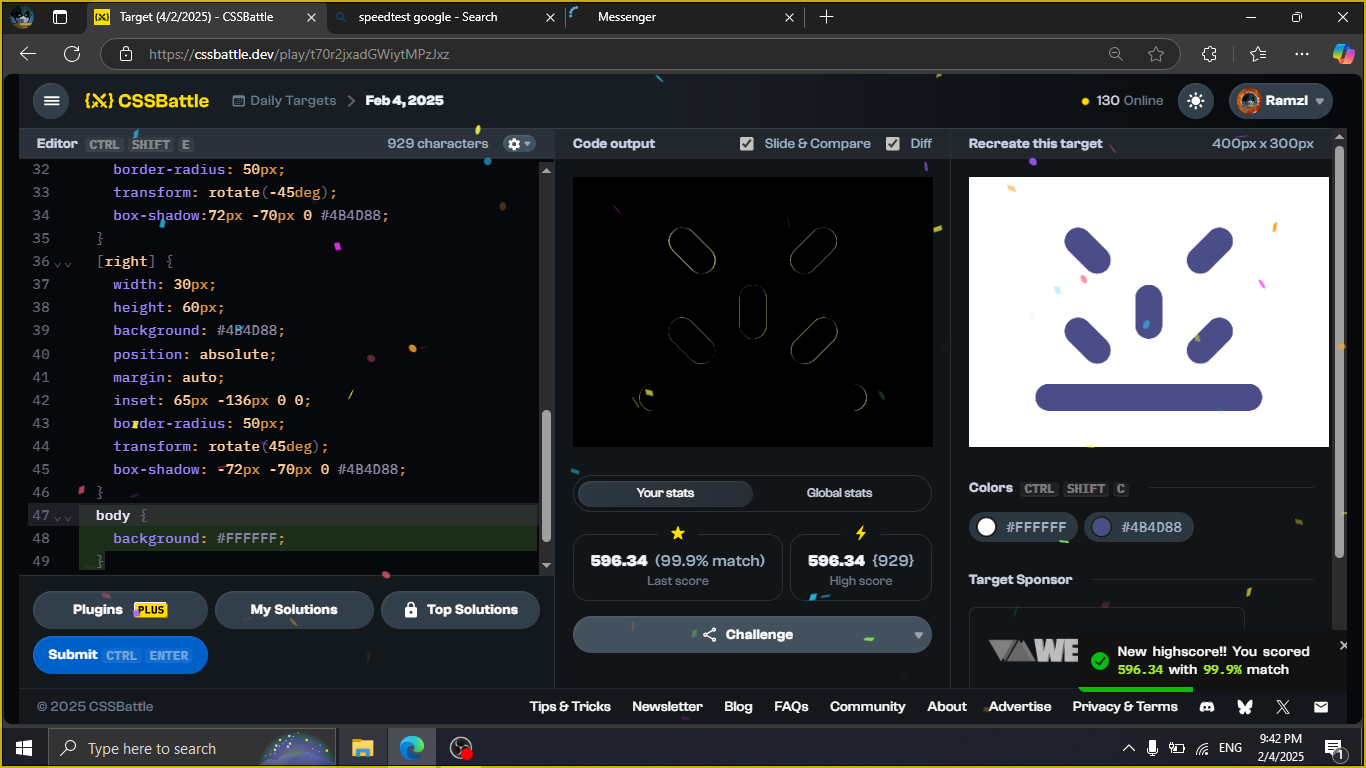 Target (4/2/2025) - CSSBattle
speedtest google - Search
Messenger
https://cssbattle.dev/play/t70r2jxadGWiytMPzJxz
{X} CSSBattle
Daily Targets
Feb 4, 2025
130 Online
Ramzl
Editor CTRL SHIFT E
929 characters
32 border-radius: 50px;
33 transform: rotate(-45deg);
34 box-shadow:72px -70px 0 #4B4D88;
35 }
36 [right] {
37 width: 30px;
38 height: 60px;
39 background: #4B4D88;
40 position: absolute;
41 margin: auto;
42 inset: 65px -136px 0 0;
43 border-radius: 50px;
44 transform: rotate(45deg);
45 box-shadow: -72px -70px 0 #4B4D88;
46 }
47 body {
48 background: #FFFFFF;
49 }
Plugins PLUS
My Solutions
Top Solutions
Submit CTRL ENTER
Code output
Slide & Compare
Diff
Your stats
Global stats
596.34 (99.9% match)
Last score
596.34 {929}
High score
Challenge
Recreate this target
400px x 300px
Colors CTRL SHIFT C
#FFFFFF
#4B4D88
Target Sponsor
WE
New highscore!! You scored
596.34 with 99.9% match
© 2025 CSSBattle
Tips & Tricks
Newsletter
Blog
FAQs
Community
About
Advertise
Privacy & Terms
Type here to search
ENG
9:42 PM
2/4/2025
1